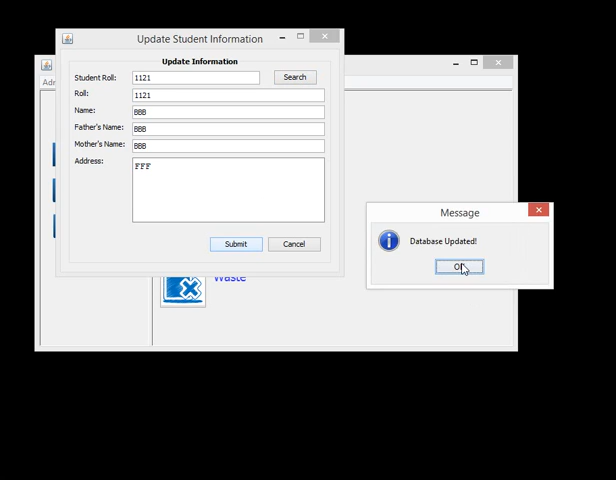 Update Student Information
Update Information
Student Roll: 1121 Search
Roll: 1121
Name: BBB
Father's Name: BBB
Mother's Name: BBB
Address: FFF
Submit Cancel
Message
Database Updated!
Waste